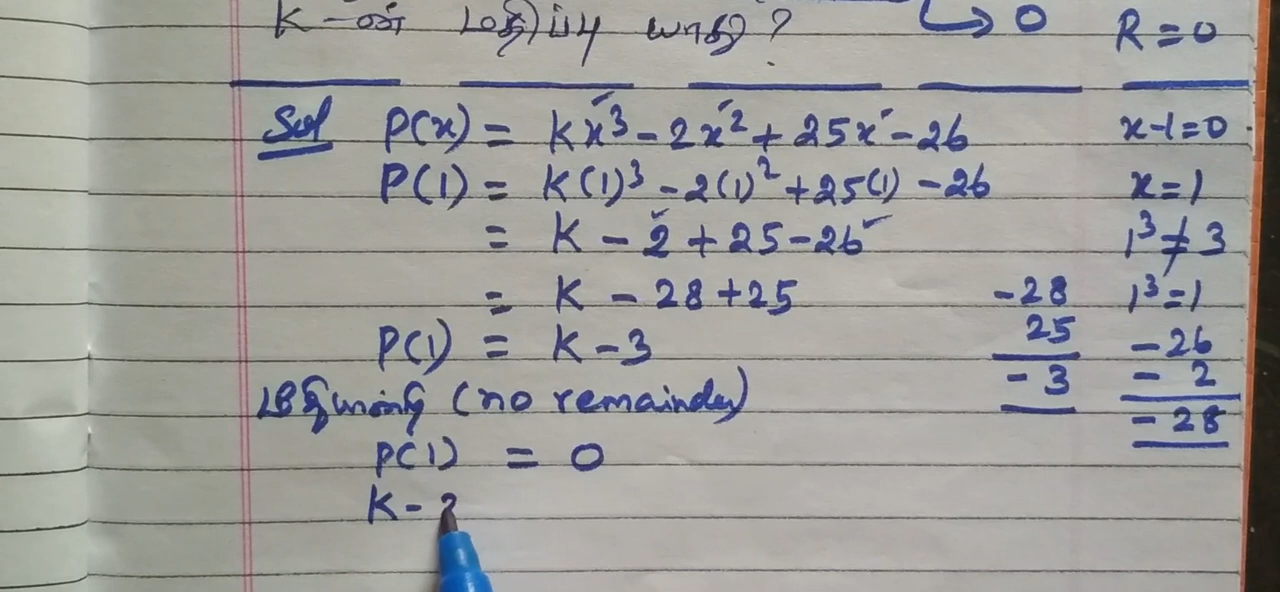 K-ன் மதிப்பு யாது? ↳ 0 R = 0
Sol P(x) = Kx³ - 2x² + 25x - 26 x-1=0
P(1) = K(1)³ - 2(1)² + 25(1) - 26 x=1
= K - 2 + 25 - 26 1³ ≠ 3
= K - 28 + 25 -28 1³ = 1
P(1) = K - 3 25 - 26
(no remainder) - 3 - 2
- 28
P(1) = 0
K -